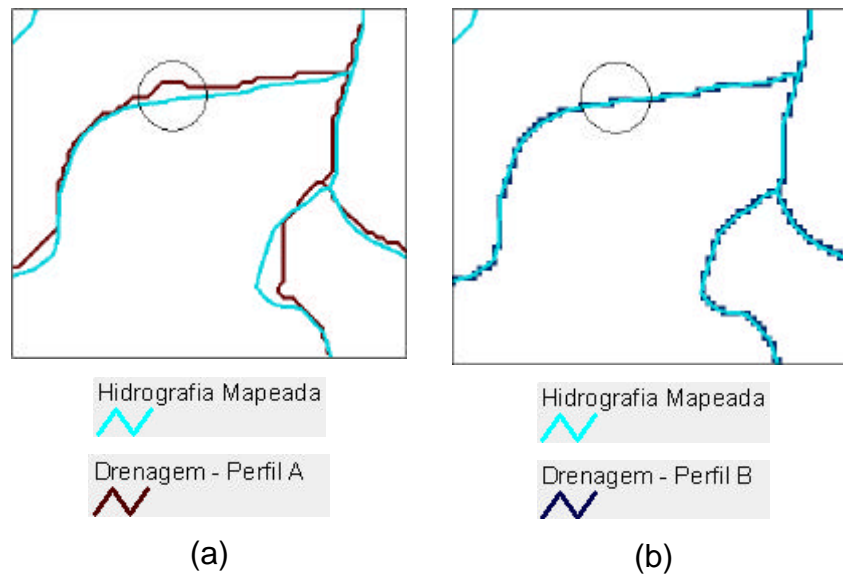 Hidrografia Mapeada
Drenagem - Perfil A
(a)
Hidrografia Mapeada
Drenagem - Perfil B
(b)